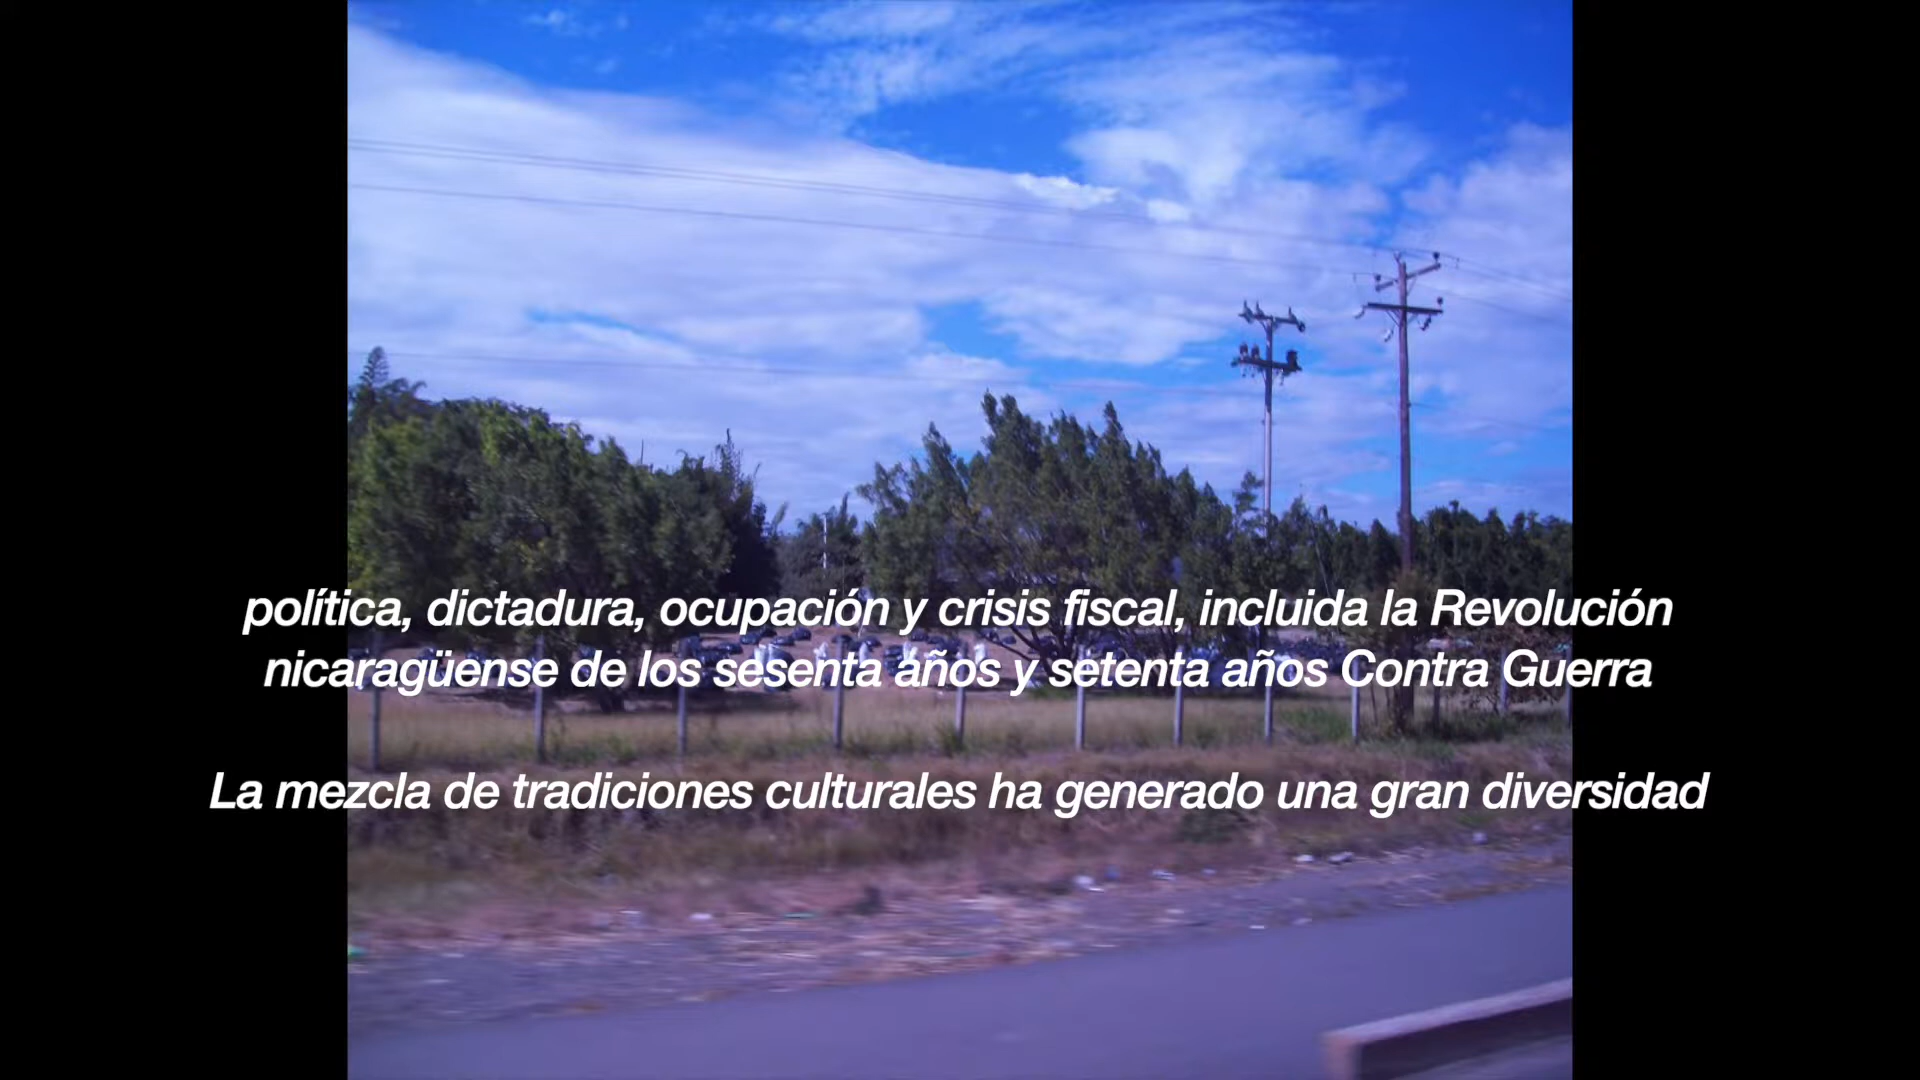 política, dictadura, ocupación y crisis fiscal, incluida la Revolución
nicaragüense de los sesenta años y setenta años Contra Guerra
La mezcla de tradiciones culturales ha generado una gran diversidad